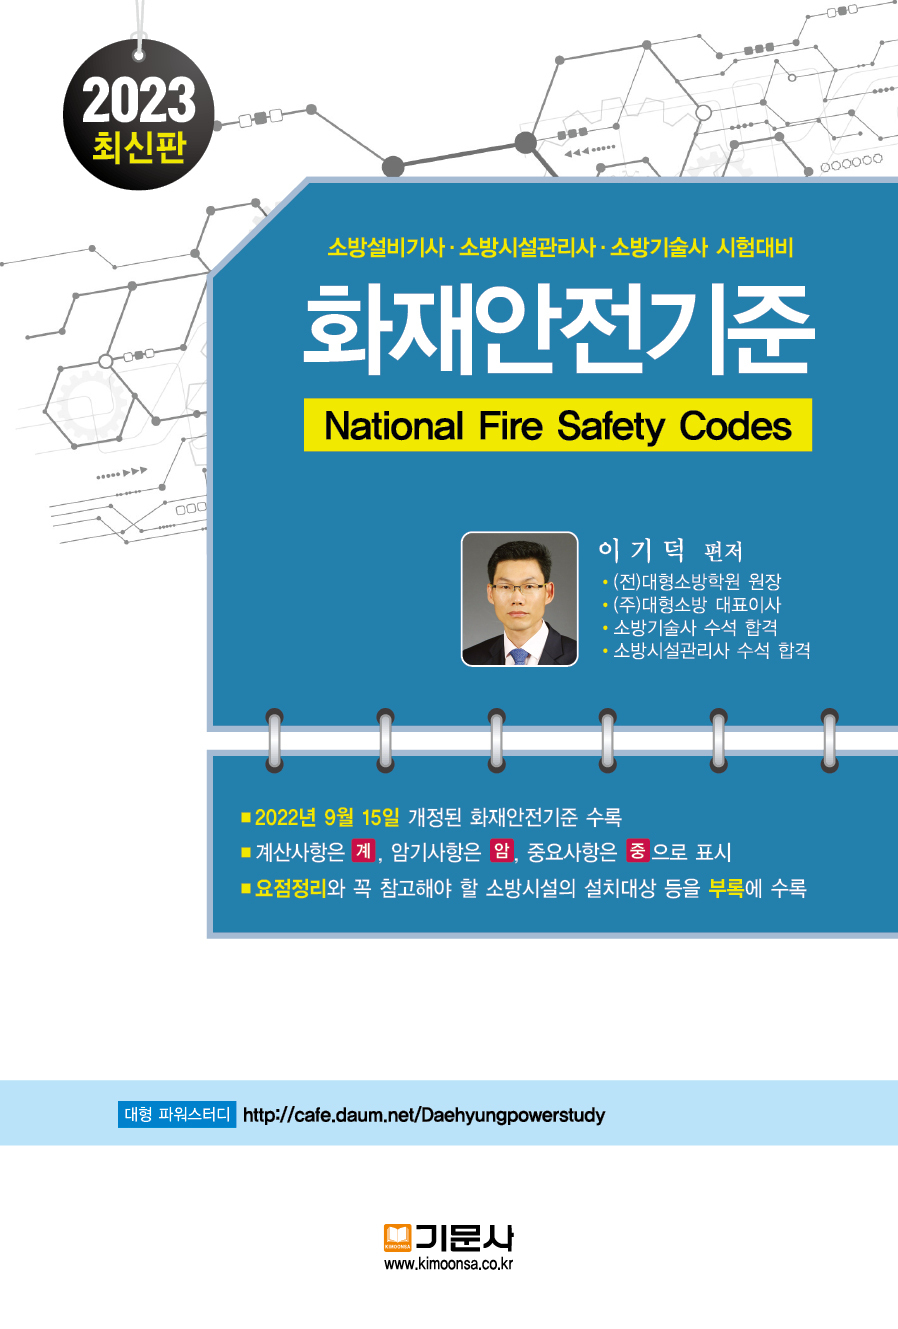 2023
최신판
소방설비기사·소방시설관리사·소방기술사 시험대비
화재안전기준
National Fire Safety Codes
이기덕 편저
• (전)대형소방학원 원장
• (주)대형소방 대표이사
• 소방기술사 수석 합격
• 소방시설관리사 수석 합격
■ 2022년 9월 15일 개정된 화재안전기준 수록
■ 계산사항은 계, 암기사항은 암, 중요사항은 중으로 표시
■ 요점정리와 꼭 참고해야 할 소방시설의 설치대상 등을 부록에 수록
대형 파워스터디 http://cafe.daum.net/Daehyungpowerstudy
KIMOONSA 기문사
www.kimoonsa.co.kr